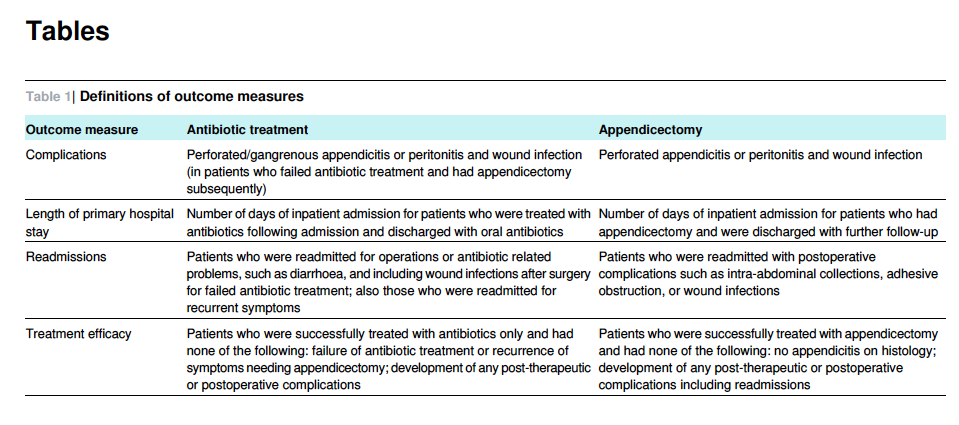 Tables
Table 1| Definitions of outcome measures
Outcome measure Antibiotic treatment Appendicectomy
Complications Perforated/gangrenous appendicitis or peritonitis and wound infection Perforated appendicitis or peritonitis and wound infection
(in patients who failed antibiotic treatment and had appendicectomy
subsequently)
Length of primary hospital Number of days of inpatient admission for patients who were treated with Number of days of inpatient admission for patients who had
stay antibiotics following admission and discharged with oral antibiotics appendicectomy and were discharged with further follow-up
Readmissions Patients who were readmitted for operations or antibiotic related Patients who were readmitted with postoperative
problems, such as diarrhoea, and including wound infections after surgery complications such as intra-abdominal collections, adhesive
for failed antibiotic treatment; also those who were readmitted for obstruction, or wound infections
recurrent symptoms
Treatment efficacy Patients who were successfully treated with antibiotics only and had Patients who were successfully treated with appendicectomy
none of the following: failure of antibiotic treatment or recurrence of and had none of the following: no appendicitis on histology;
symptoms needing appendicectomy; development of any post-therapeutic development of any post-therapeutic or postoperative
or postoperative complications complications including readmissions